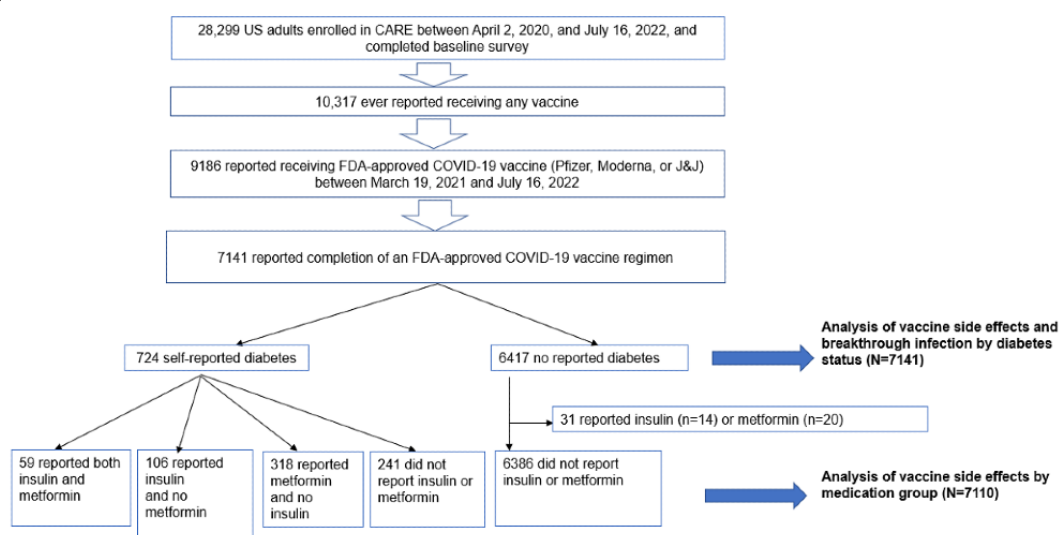 28,299 US adults enrolled in CARE between April 2, 2020, and July 16, 2022, and
completed baseline survey
10,317 ever reported receiving any vaccine
9186 reported receiving FDA-approved COVID-19 vaccine (Pfizer, Moderna, or J&J)
between March 19, 2021 and July 16, 2022
7141 reported completion of an FDA-approved COVID-19 vaccine regimen
724 self-reported diabetes
6417 no reported diabetes
Analysis of vaccine side effects and
breakthrough infection by diabetes
status (N=7141)
31 reported insulin (n=14) or metformin (n=20)
59 reported both
insulin and
metformin
106 reported
insulin
and no
metformin
318 reported
metformin
and no
insulin
241 did not
report insulin or
metformin
6386 did not report
insulin or metformin
Analysis of vaccine side effects by
medication group (N=7110)